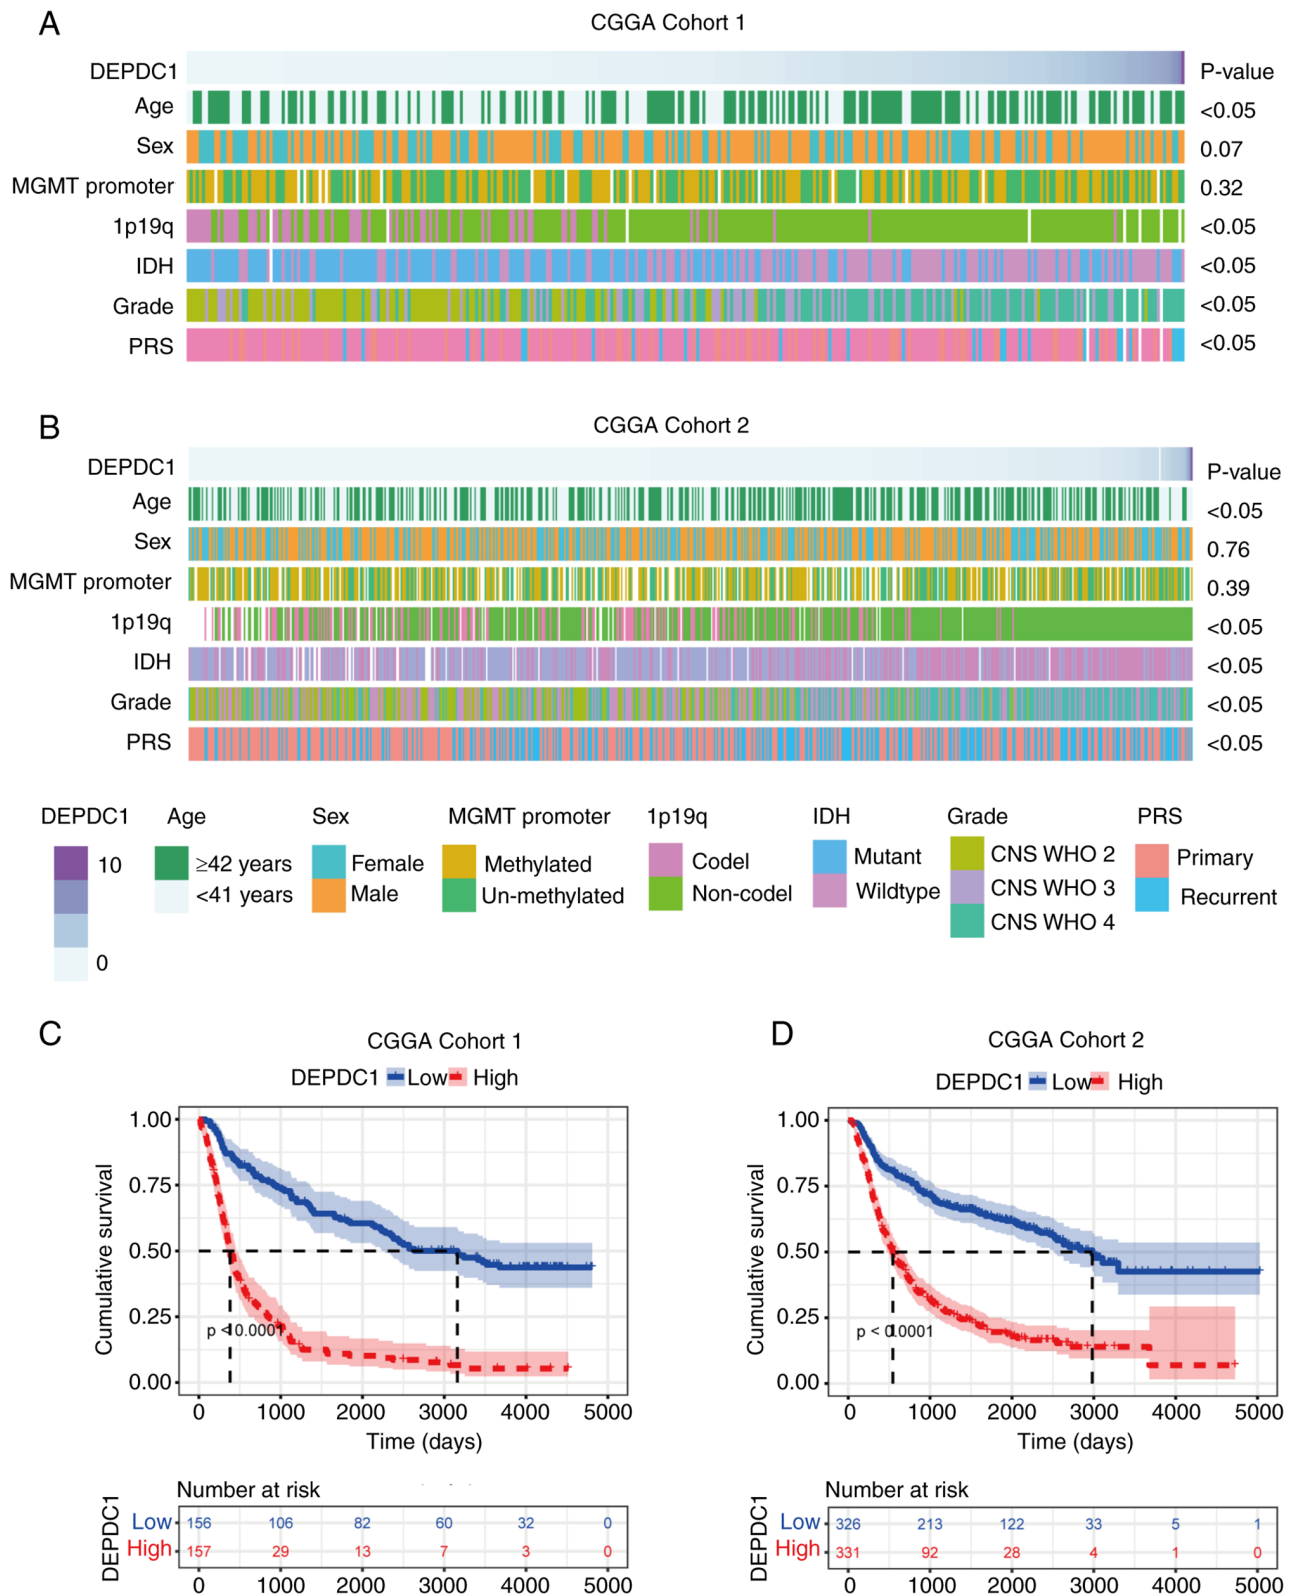 A
CGGA Cohort 1
DEPDC1
P-value
Age
<0.05
Sex
0.07
MGMT promoter
0.32
1p19q
<0.05
IDH
<0.05
Grade
<0.05
PRS
<0.05
B
CGGA Cohort 2
DEPDC1
P-value
Age
<0.05
Sex
0.76
MGMT promoter
0.39
1p19q
<0.05
IDH
<0.05
Grade
<0.05
PRS
<0.05
DEPDC1 Age Sex MGMT promoter 1p19q IDH Grade PRS
10
0
≥42 years
<41 years
Female
Male
Methylated
Un-methylated
Codel
Non-codel
Mutant
Wildtype
CNS WHO 2
CNS WHO 3
CNS WHO 4
Primary
Recurrent
C
CGGA Cohort 1
DEPDC1 Low High
Cumulative survival
1.00
0.75
0.50
0.25
0.00
p < 0.0001
0 1000 2000 3000 4000 5000
Time (days)
Number at risk
DEPDC1
Low 156 106 82 60 32 0
High 157 29 13 7 3 0
0 1000 2000 3000 4000 5000
D
CGGA Cohort 2
DEPDC1 Low High
Cumulative survival
1.00
0.75
0.50
0.25
0.00
p < 0.0001
0 1000 2000 3000 4000 5000
Time (days)
Number at risk
DEPDC1
Low 326 213 122 33 5 1
High 331 92 28 4 1 0
0 1000 2000 3000 4000 5000